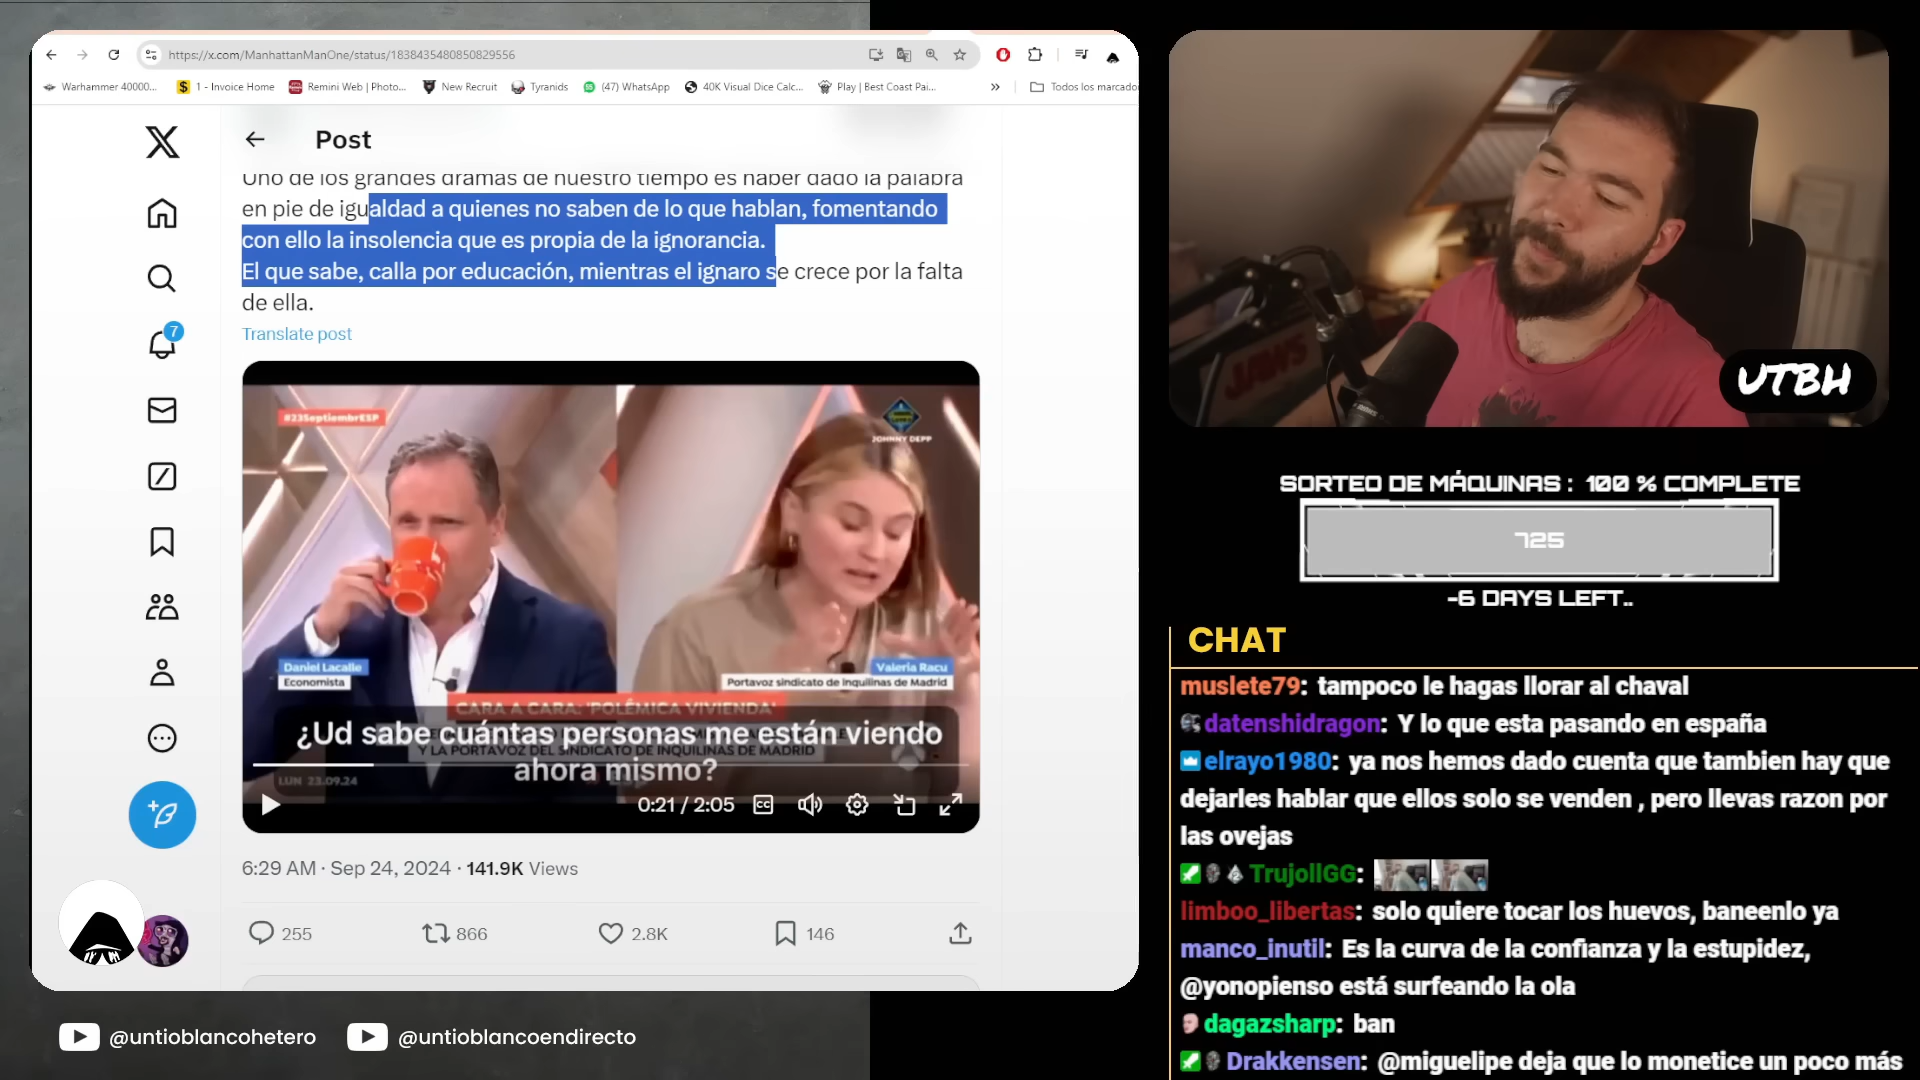 https://x.com/ManhattanManOne/status/1838435480850829556
Warhammer 40000...
1 - Invoice Home
Remini Web | Photo...
New Recruit
Tyranids
(47) WhatsApp
40K Visual Dice Calc...
Play | Best Coast Pai...
»
Todos los marcado
Post
Uno de los grandes dramas de nuestro tiempo es haber dado la palabra
en pie de igualdad a quienes no saben de lo que hablan, fomentando
con ello la insolencia que es propia de la ignorancia.
El que sabe, calla por educación, mientras el ignaro se crece por la falta
de ella.
Translate post
7
#23SeptiembrESP
JOHNNY DEPP
Daniel Lacalle
Economista
Valeria Racu
Portavoz sindicato de Inquilinas de Madrid
CARA A CARA: 'POLÉMICA VIVIENDA'
Y LA PORTAVOZ DEL SINDICATO DE INQUILINAS DE MADRID
¿Ud sabe cuántas personas me están viendo
ahora mismo?
LUN 23.09.24
0:21 / 2:05
CC
6:29 AM · Sep 24, 2024 · 141.9K Views
255
866
2.8K
146
@untioblancohetero
@untioblancoendirecto
JAWS
UTBH
SORTEO DE MÁQUINAS : 100 % COMPLETE
725
-6 DAYS LEFT..
CHAT
muslete79: tampoco le hagas llorar al chaval
datenshidragon: Y lo que esta pasando en españa
elrayo1980: ya nos hemos dado cuenta que tambien hay que
dejarles hablar que ellos solo se venden , pero llevas razon por
las ovejas
TrujollGG:
limboo_libertas: solo quiere tocar los huevos, baneenlo ya
manco_inutil: Es la curva de la confianza y la estupidez,
@yonopienso está surfeando la ola
dagazsharp: ban
Drakkensen: @miguelipe deja que lo monetice un poco más